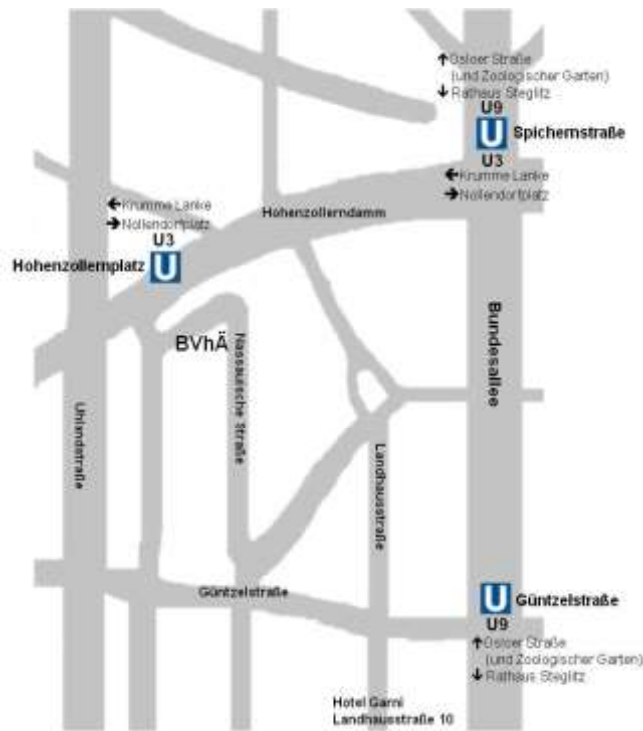 ↑Osloer Straße
(und Zoologischer Garten)
↓ Rathaus Steglitz
U9
U Spichernstraße
U3
←Krumme Lanke
→Nollendorfplatz
Hohenzollerndamm
←Krumme Lanke
→Nollendorfplatz
U3
Hohenzollernplatz U
BVhÄ
Nassauische Straße
Bundesallee
Uhlandstraße
Landhausstraße
Güntzelstraße
U Güntzelstraße
U9
↑Osloer Straße
(und Zoologischer Garten)
↓ Rathaus Steglitz
Hotel Garni
Landhausstraße 10